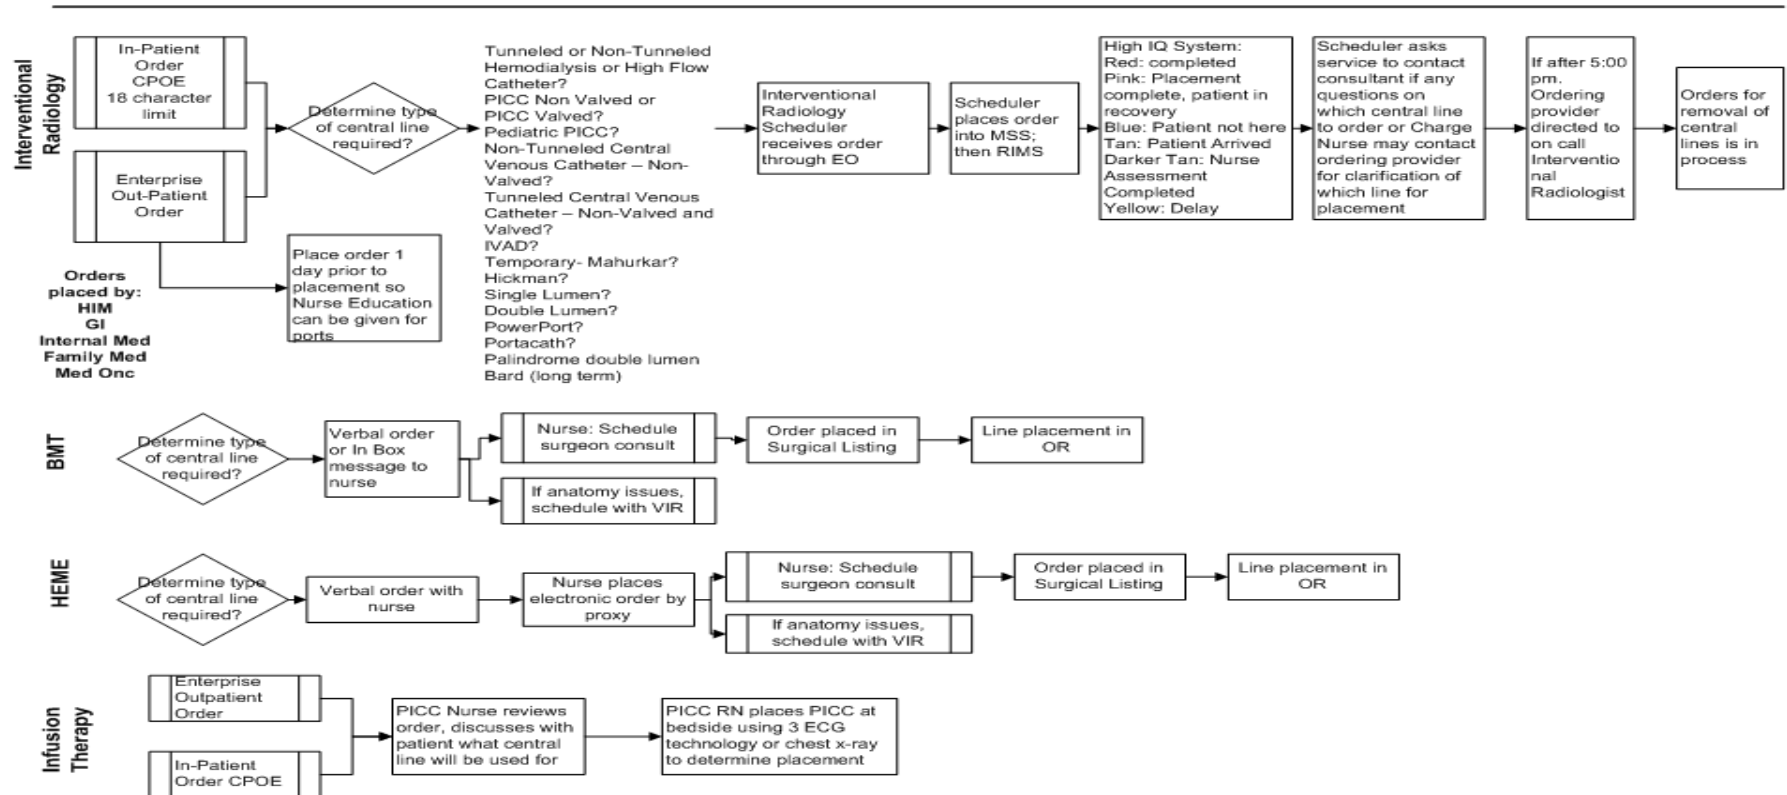 Interventional
Radiology
In-Patient
Order
CPOE
18 character
limit
Enterprise
Out-Patient
Order
Orders
placed by:
HIM
GI
Internal Med
Family Med
Med Onc
Place order 1
day prior to
placement so
Nurse Education
can be given for
ports
Determine type
of central line
required?
Tunneled or Non-Tunneled
Hemodialysis or High Flow
Catheter?
PICC Non Valved or
PICC Valved?
Pediatric PICC?
Non-Tunneled Central
Venous Catheter – Non-
Valved?
Tunneled Central Venous
Catheter – Non-Valved and
Valved?
IVAD?
Temporary- Mahurkar?
Hickman?
Single Lumen?
Double Lumen?
PowerPort?
Portacath?
Palindrome double lumen
Bard (long term)
Interventional
Radiology
Scheduler
receives order
through EO
Scheduler
places order
into MSS;
then RIMS
High IQ System:
Red: completed
Pink: Placement
complete, patient in
recovery
Blue: Patient not here
Tan: Patient Arrived
Darker Tan: Nurse
Assessment
Completed
Yellow: Delay
Scheduler asks
service to contact
consultant if any
questions on
which central line
to order or Charge
Nurse may contact
ordering provider
for clarification of
which line for
placement
If after 5:00
pm.
Ordering
provider
directed to
on call
Interventio
nal
Radiologist
Orders for
removal of
central
lines is in
process
BMT
Determine type
of central line
required?
Verbal order
or In Box
message to
nurse
Nurse: Schedule
surgeon consult
If anatomy issues,
schedule with VIR
Order placed in
Surgical Listing
Line placement in
OR
HEME
Determine type
of central line
required?
Verbal order with
nurse
Nurse places
electronic order by
proxy
Nurse: Schedule
surgeon consult
If anatomy issues,
schedule with VIR
Order placed in
Surgical Listing
Line placement in
OR
Infusion
Therapy
Enterprise
Outpatient
Order
In-Patient
Order CPOE
PICC Nurse reviews
order, discusses with
patient what central
line will be used for
PICC RN places PICC at
bedside using 3 ECG
technology or chest x-ray
to determine placement